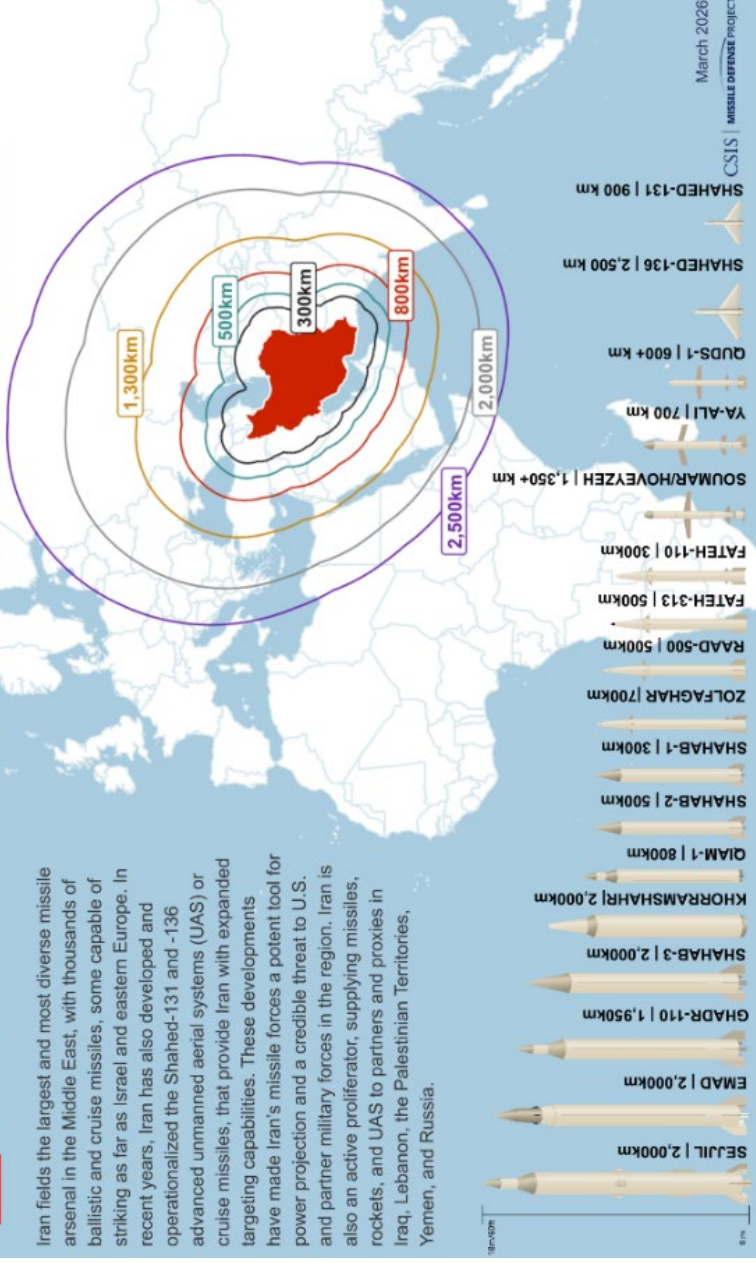 Iran fields the largest and most diverse missile
arsenal in the Middle East, with thousands of
ballistic and cruise missiles, some capable of
striking as far as Israel and eastern Europe. In
recent years, Iran has also developed and
operationalized the Shahed-131 and -136
advanced unmanned aerial systems (UAS) or
cruise missiles, that provide Iran with expanded
targeting capabilities. These developments
have made Iran's missile forces a potent tool for
power projection and a credible threat to U.S.
and partner military forces in the region. Iran is
also an active proliferator, supplying missiles,
rockets, and UAS to partners and proxies in
Iraq, Lebanon, the Palestinian Territories,
Yemen, and Russia.
1,300km
500km
300km
800km
2,000km
2,500km
18m/60ft
0 m
SEJJIL | 2,000km
EMAD | 2,000km
GHADR-110 | 1,950km
SHAHAB-3 | 2,000km
KHORRAMSHAHR| 2,000km
QIAM-1 | 800km
SHAHAB-2 | 500km
SHAHAB-1 | 300km
ZOLFAGHAR |700km
RAAD-500 | 500km
FATEH-313 | 500km
FATEH-110 | 300km
SOUMAR/HOVEYZEH | 1,350+ km
YA-ALI | 700 km
QUDS-1 | 600+ km
SHAHED-136 | 2,500 km
SHAHED-131 | 900 km
March 2026
CSIS | MISSILE DEFENSE PROJECT